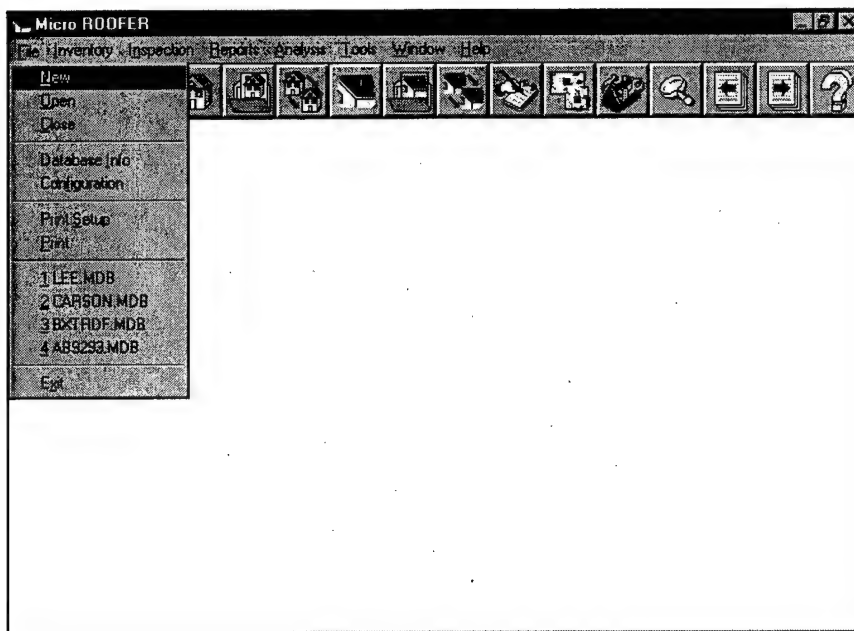 Micro ROOFER
File Inventory Inspection Reports Analysis Tools Window Help
New
Open
Close
Database Info
Configuration
Print Setup
Print
1 LEE.MDB
2 CARSON.MDB
3 BXTRDF.MDB
4 AB9293.MDB
Exit